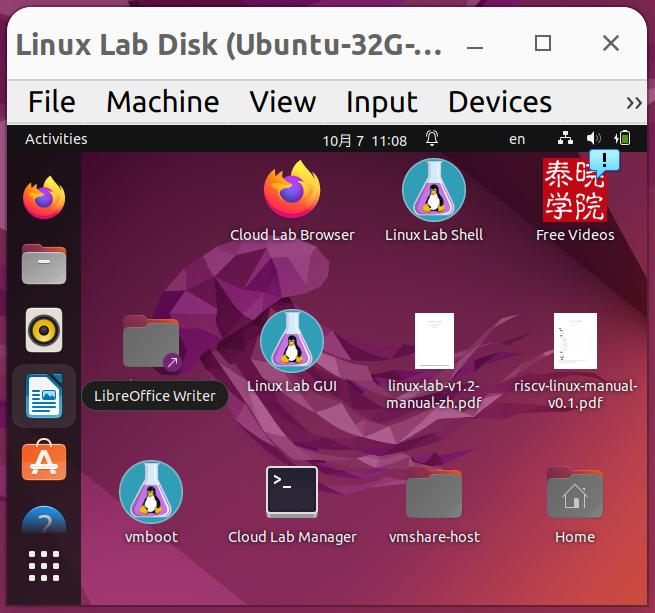 Linux Lab Disk (Ubuntu-32G-...
File Machine View Input Devices »
Activities 10月 7 11:08 en
泰晓
学院
Cloud Lab Browser Linux Lab Shell Free Videos
Linux Lab GUI linux-lab-v1.2-
manual-zh.pdf riscv-linux-manual-
v0.1.pdf
LibreOffice Writer
vmboot Cloud Lab Manager vmshare-host Home